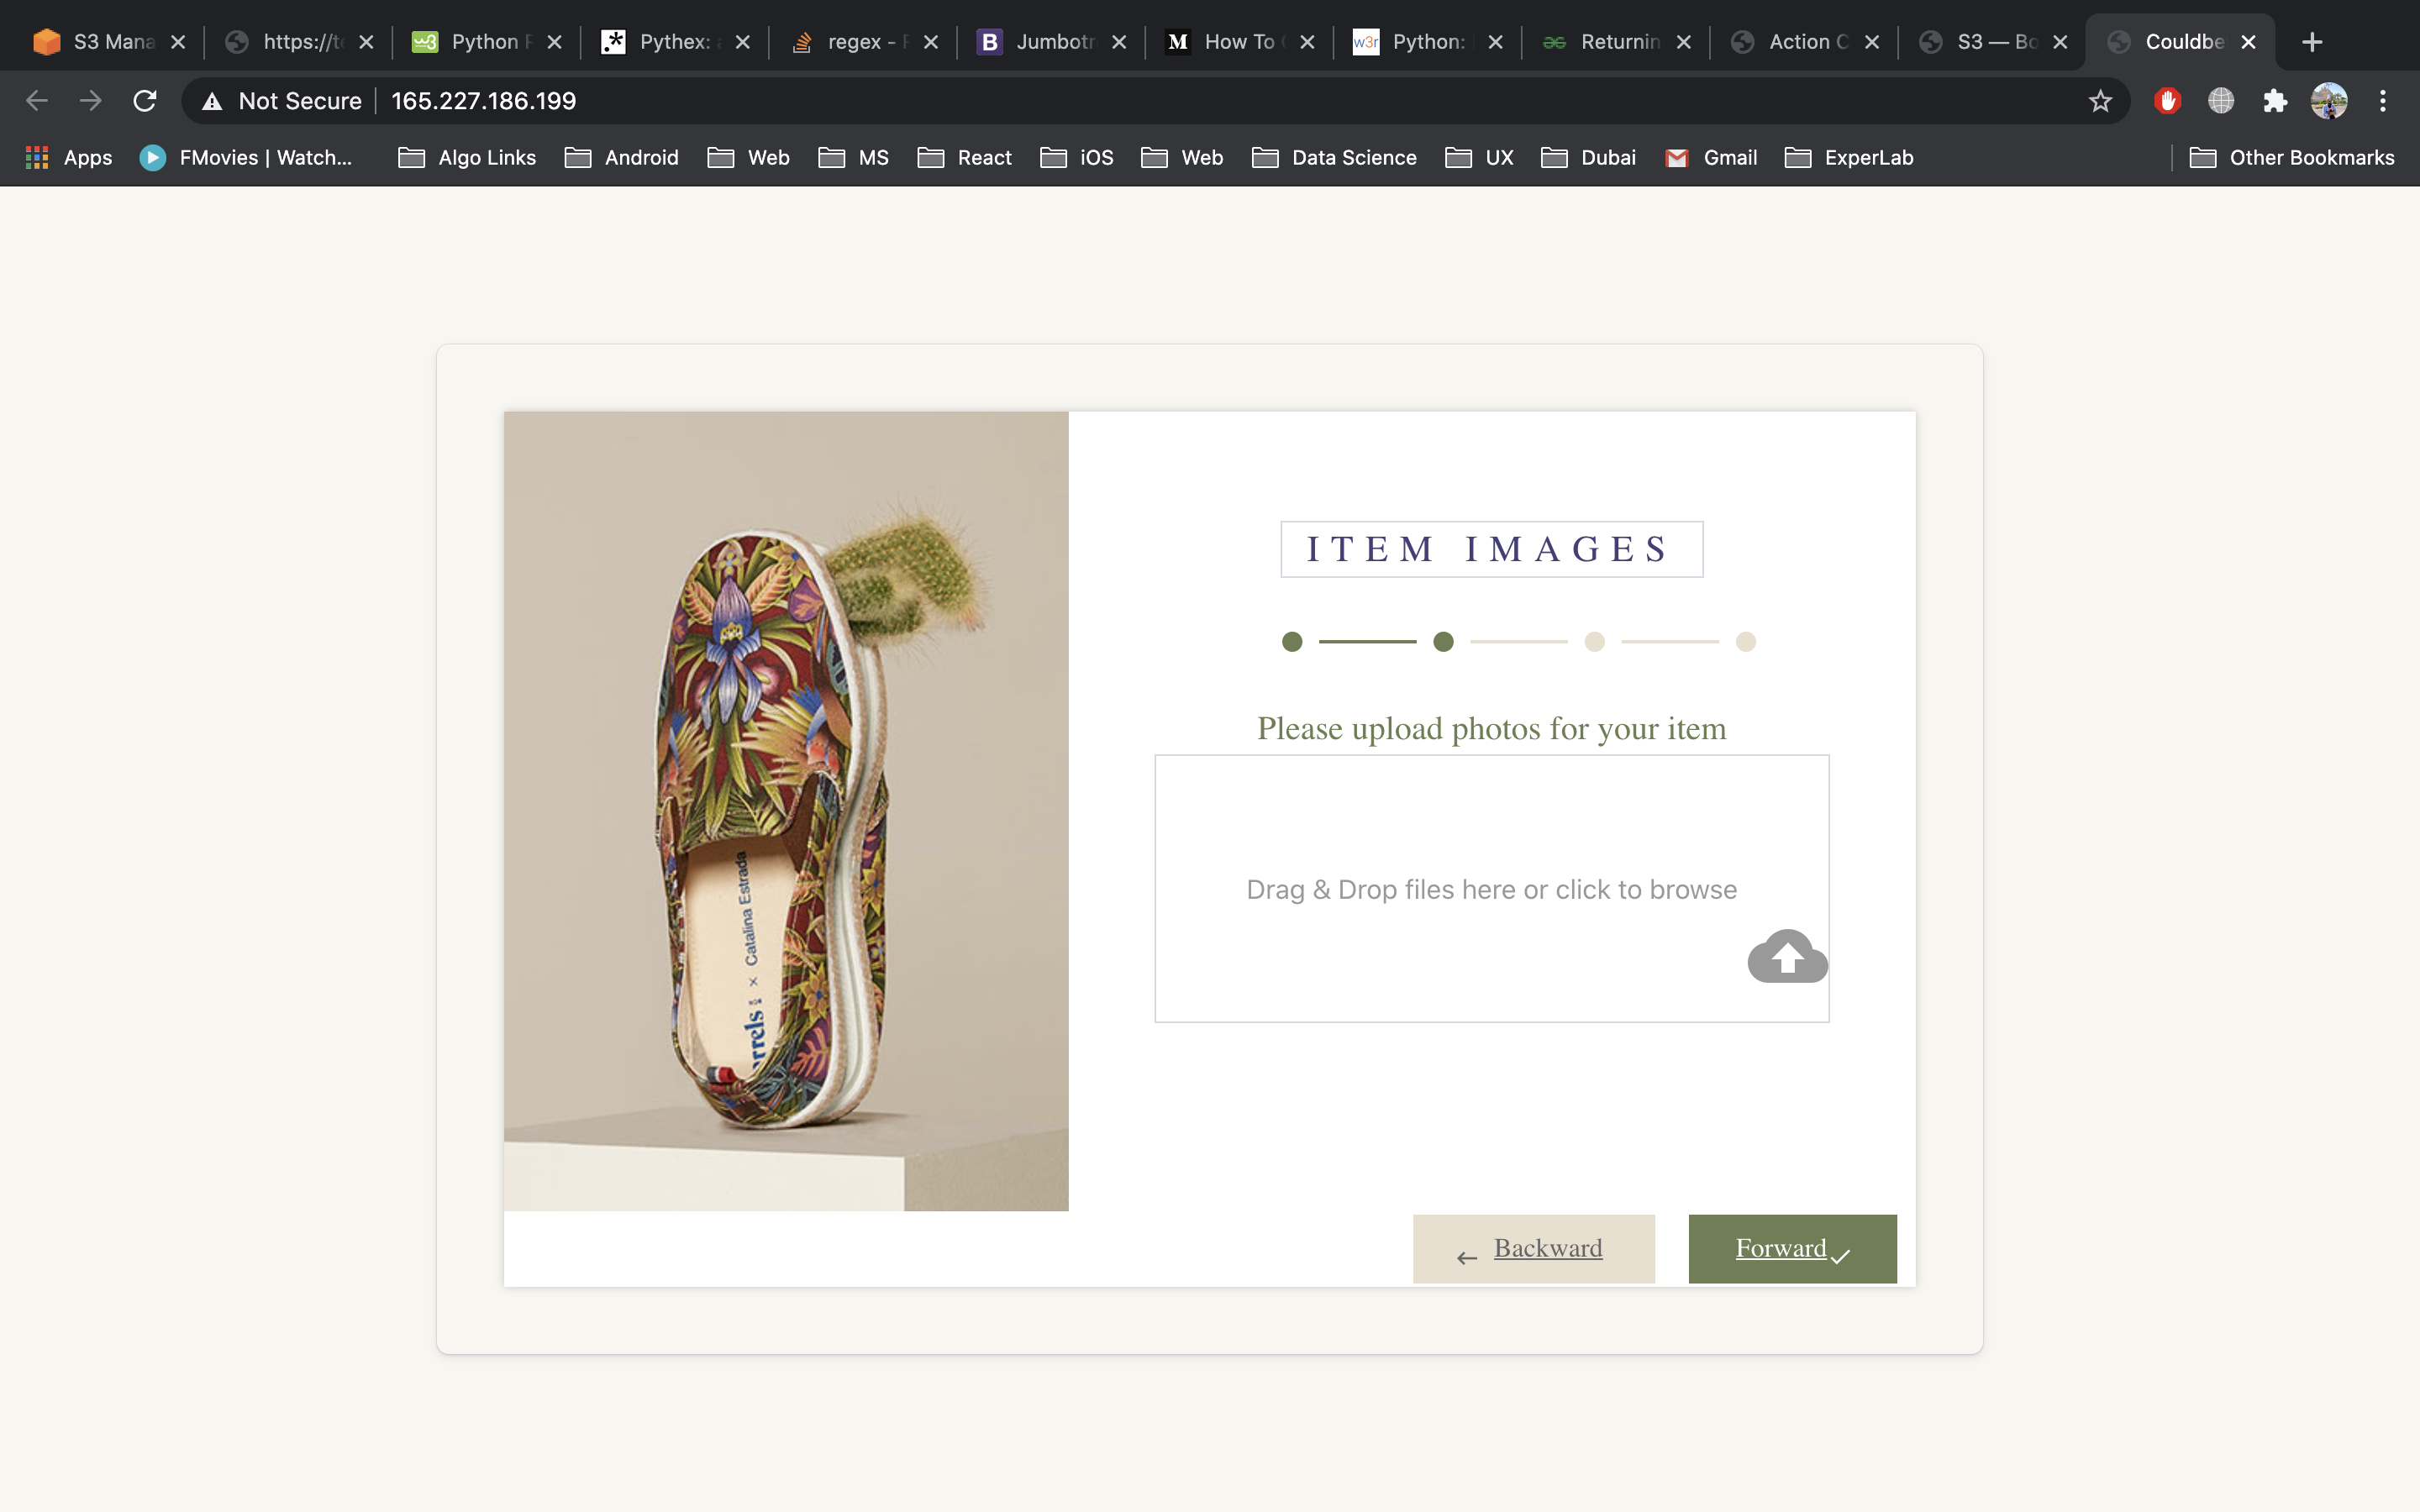 S3 Mana
https://te
Python F
Pythex: a
regex - F
Jumbotr
M
How To
w3r
Python:
Returnin
Action C
S3 — Bo
Couldbe
Not Secure
165.227.186.199
Apps
FMovies | Watch...
Algo Links
Android
Web
MS
React
iOS
Web
Data Science
UX
Dubai
Gmail
ExperLab
Other Bookmarks
ITEM IMAGES
Please upload photos for your item
Drag & Drop files here or click to browse
Catalina Estrada
×
rrels
Backward
Forward